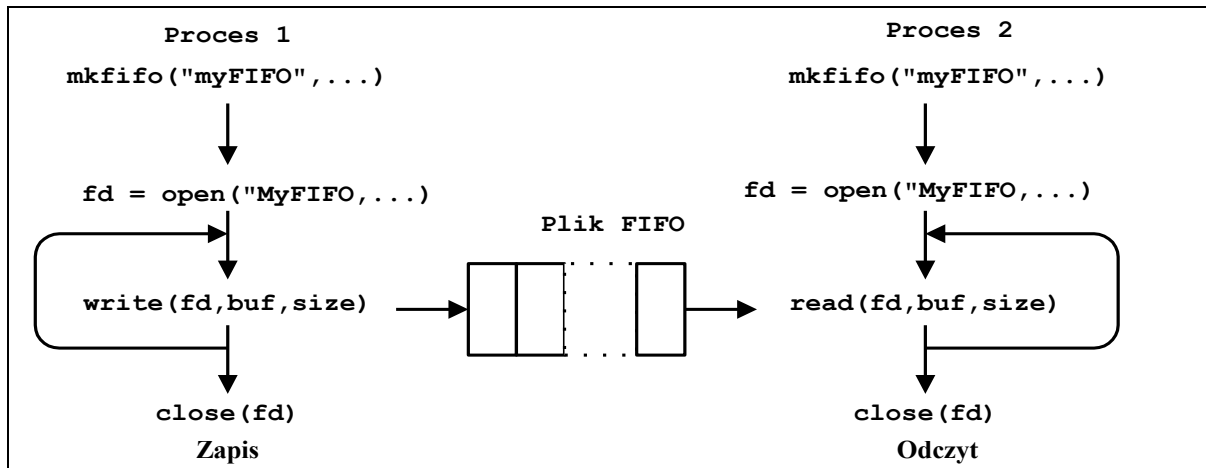 Proces 1
mkfifo("myFIFO",...)
fd = open("MyFIFO,...)
write(fd,buf,size)
close(fd)
Zapis
Plik FIFO
Proces 2
mkfifo("myFIFO",...)
fd = open("MyFIFO,...)
read(fd,buf,size)
close(fd)
Odczyt